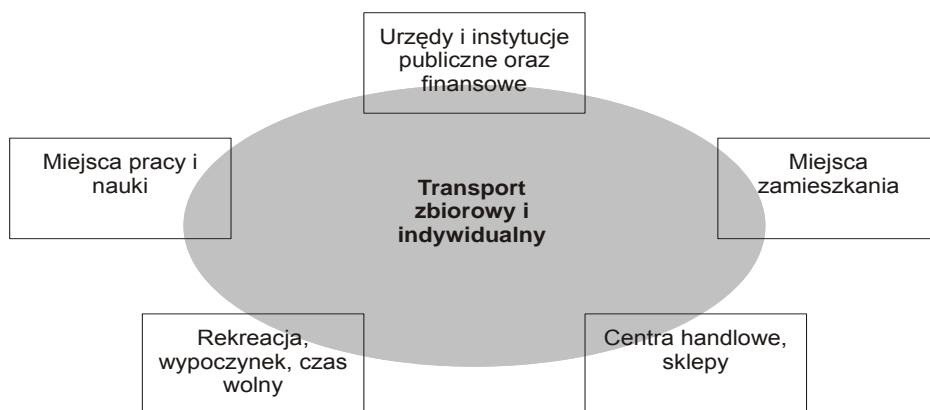 Urzędy i instytucje
publiczne oraz
finansowe
Miejsca pracy i
nauki
Transport
zbiorowy i
indywidualny
Miejsca
zamieszkania
Rekreacja,
wypoczynek, czas
wolny
Centra handlowe,
sklepy